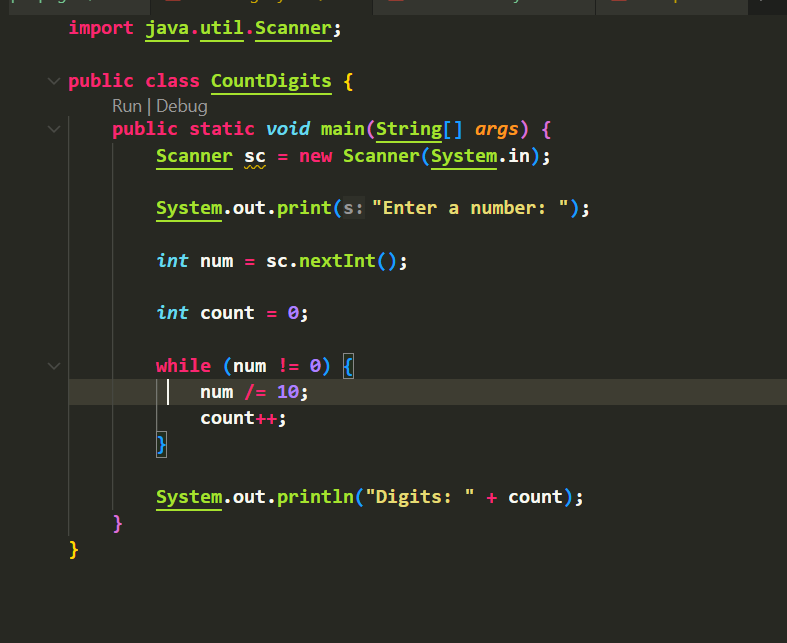 import java.util.Scanner;
public class CountDigits {
Run | Debug
public static void main(String[] args) {
Scanner sc = new Scanner(System.in);
System.out.print(s: "Enter a number: ");
int num = sc.nextInt();
int count = 0;
while (num != 0) {
num /= 10;
count++;
}
System.out.println("Digits: " + count);
}
}